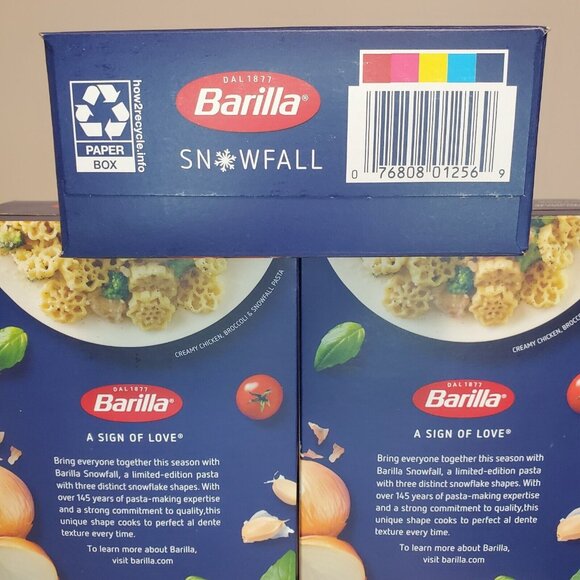 PAPER
BOX
how2recycle.info
DAL 1877
Barilla®
SNWFALL
0 76808 01256 9
CREAMY CHICKEN, BROCCOLI & SNOWFALL PASTA
DAL 1877
Barilla®
A SIGN OF LOVE®
Bring everyone together this season with
Barilla Snowfall, a limited-edition pasta
with three distinct snowflake shapes. With
over 145 years of pasta-making expertise
and a strong commitment to quality,this
unique shape cooks to perfect al dente
texture every time.
To learn more about Barilla,
visit barilla.com
CREAMY CHICKEN, BROCCOLI &
DAL 1877
Barilla®
A SIGN OF LOVE®
Bring everyone together this season with
Barilla Snowfall, a limited-edition pasta
with three distinct snowflake shapes. With
over 145 years of pasta-making expertise
and a strong commitment to quality,this
unique shape cooks to perfect al dente
texture every time.
To learn more about Barilla,
visit barilla.com